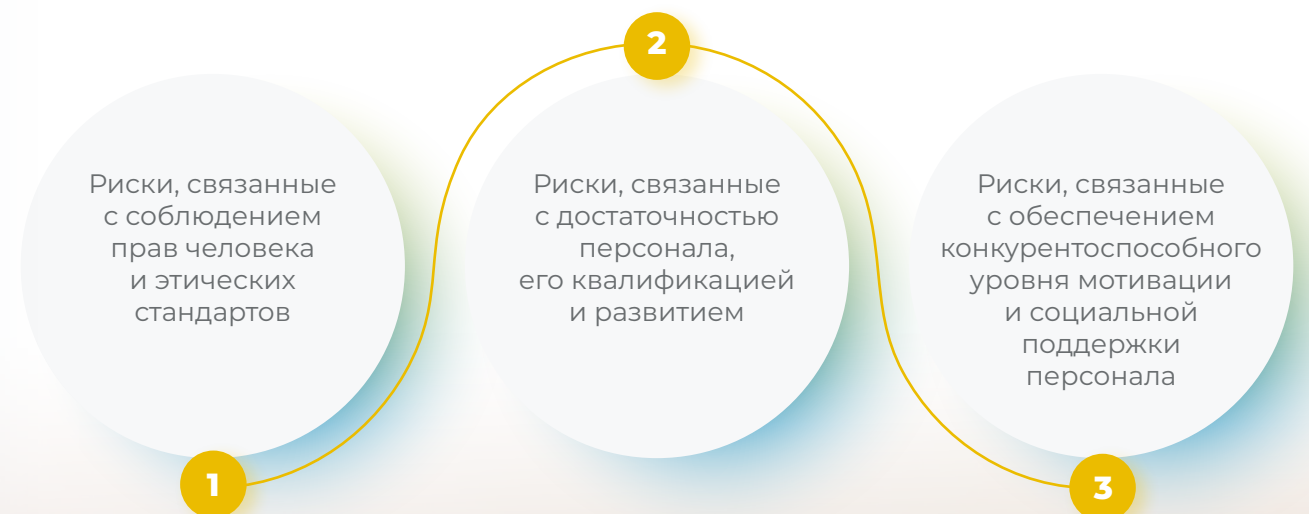 1
Риски, связанные
с соблюдением
прав человека
и этических
стандартов
2
Риски, связанные
с достаточностью
персонала,
его квалификацией
и развитием
3
Риски, связанные
с обеспечением
конкурентоспособного
уровня мотивации
и социальной
поддержки
персонала